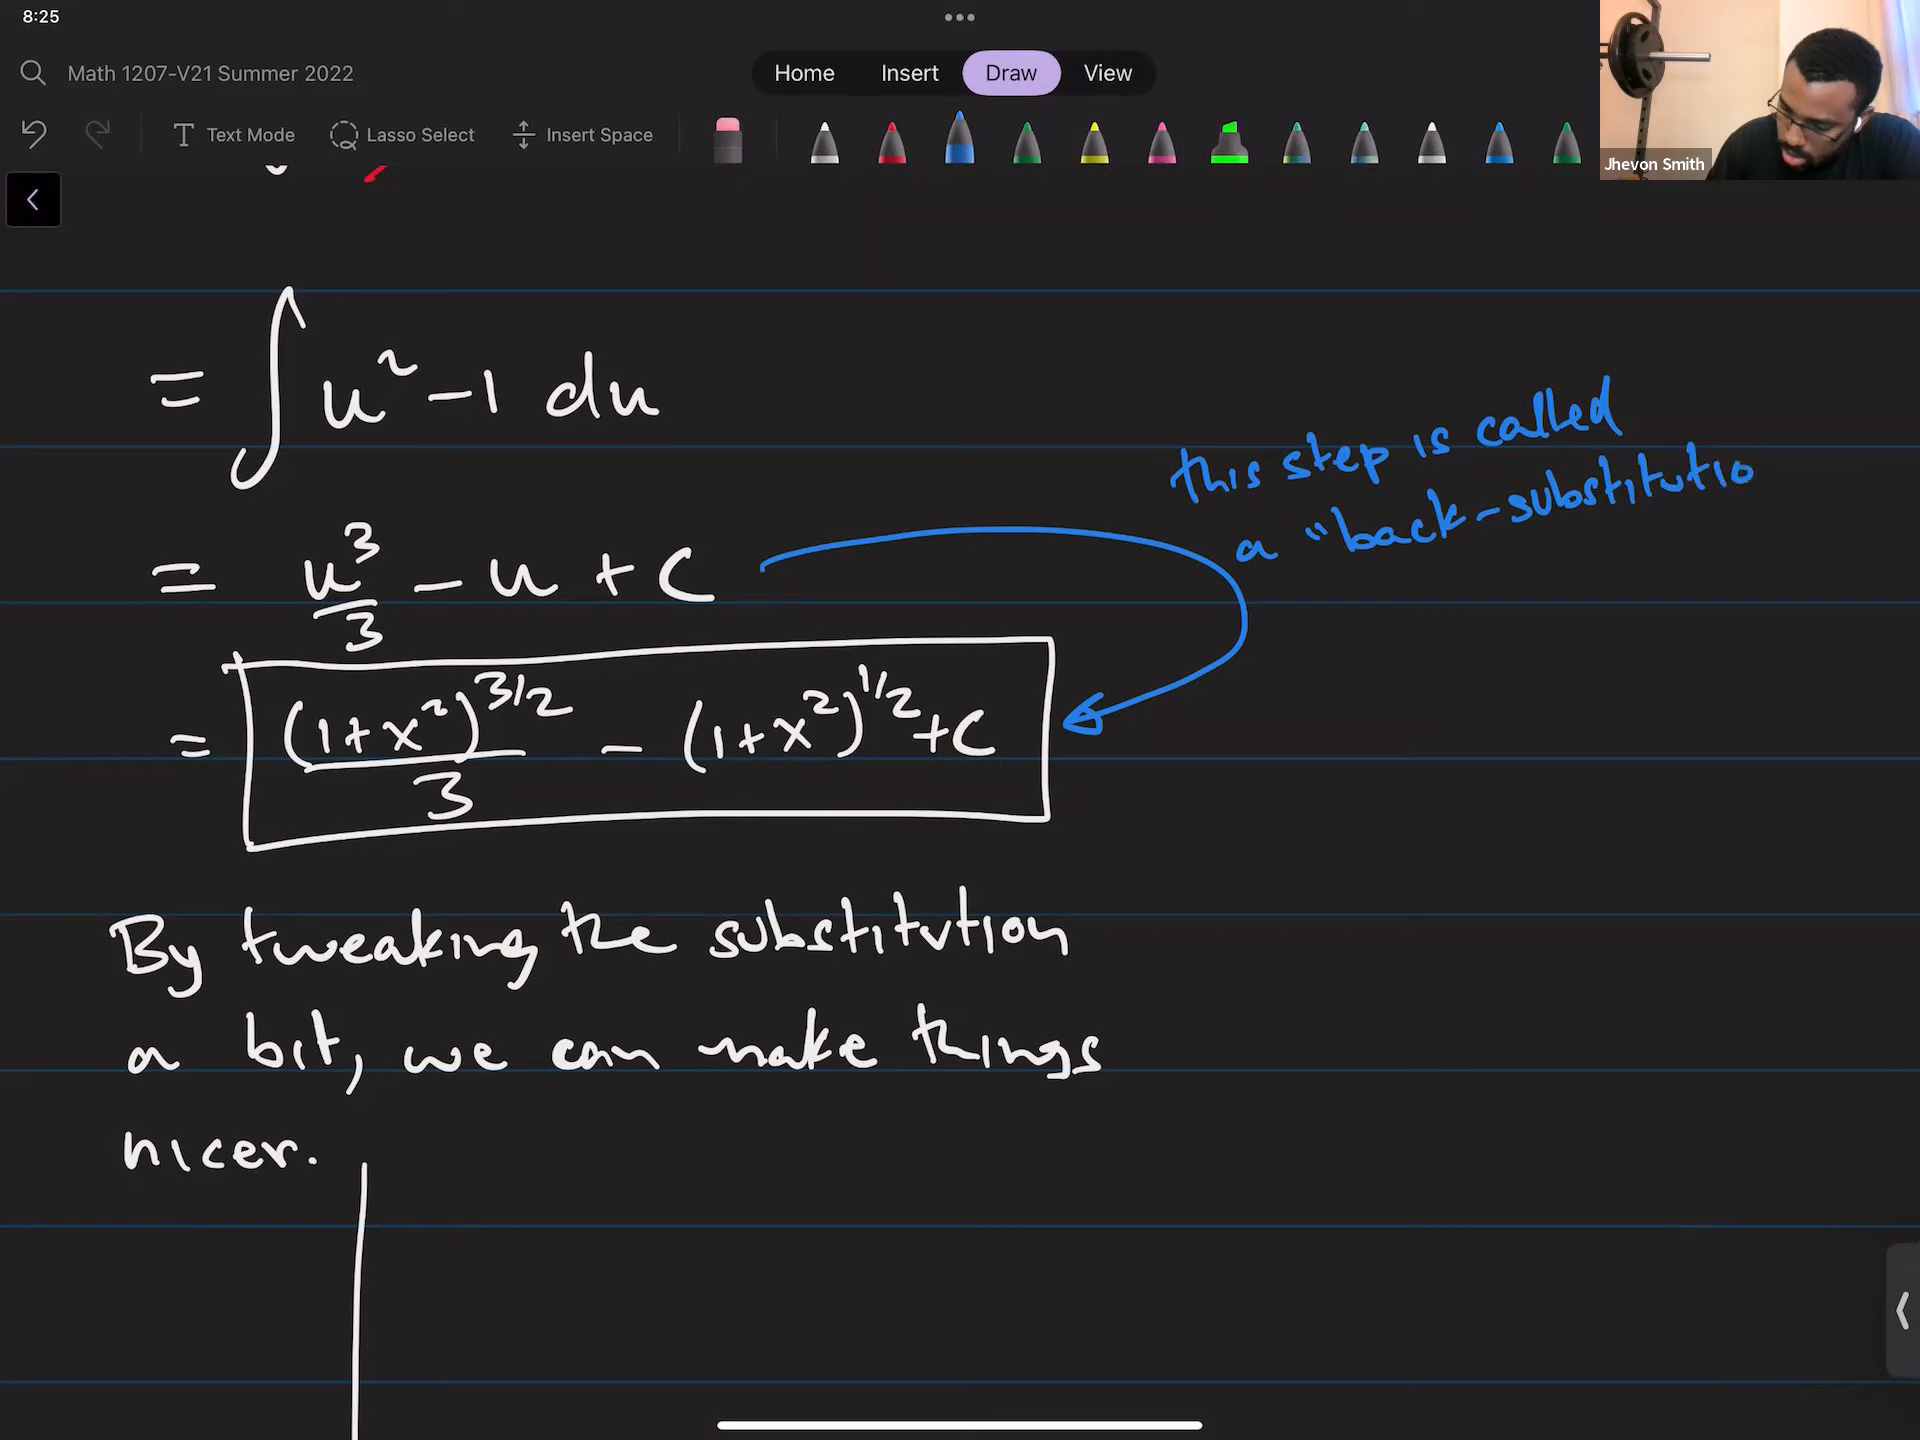 8:25
Math 1207-V21 Summer 2022
Home Insert Draw View
Text Mode Lasso Select Insert Space
Jhevon Smith
= ∫ u² - 1 du
this step is called
a "back-substitutio
= u³/3 - u + C
= (1+x²)^3/2 / 3 - (1+x²)^1/2 + C
By tweaking the substitution
a bit, we can make things
nicer.